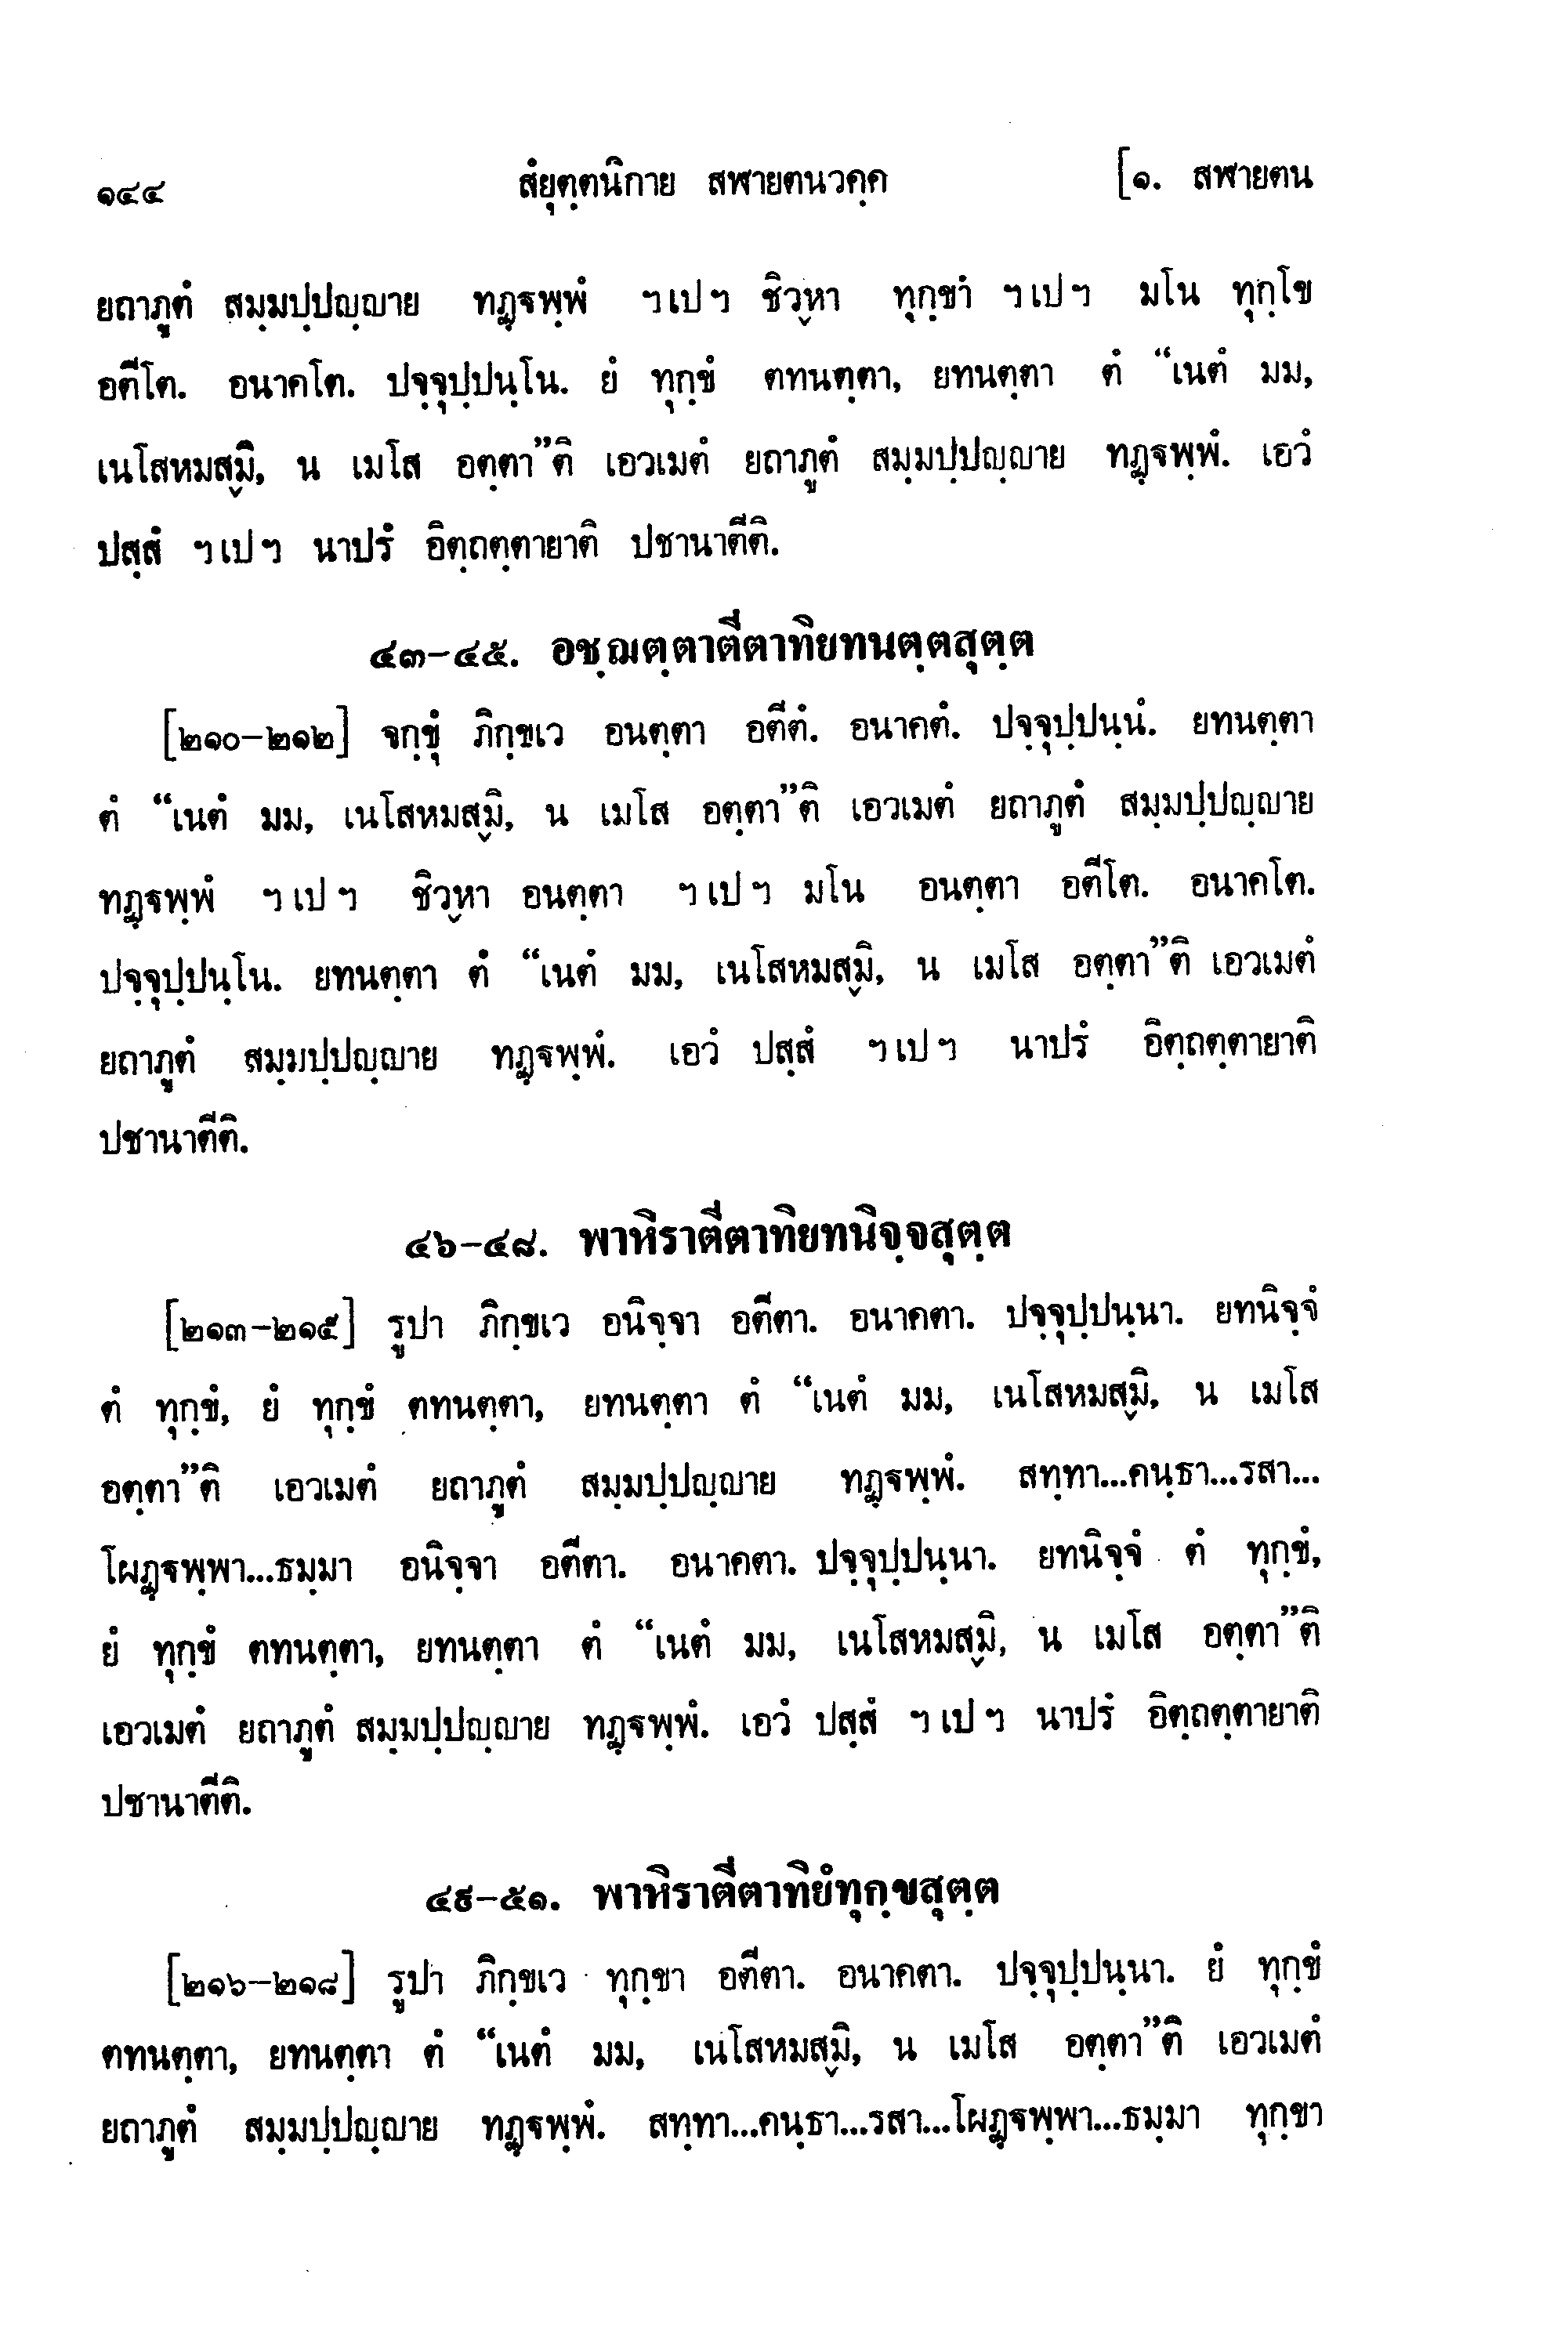 ๑๔๔ สํยุตฺตนิกาย สฬายตนวคฺค [๑. สฬายตน
ยถาภูตํ สมฺมปฺปญฺญาย ทฏฺฐพฺพํ ฯ เป ฯ ชิวฺหา ทุกฺขา ฯ เป ฯ มโน ทุกฺโข
อตีโต. อนาคโต. ปจฺจุปฺปนฺโน. ยํ ทุกฺขํ ตทนตฺตา, ยทนตฺตา ตํ “เนตํ มม,
เนโสหมสฺมิ, น เมโส อตฺตา”ติ เอวเมตํ ยถาภูตํ สมฺมปฺปญฺญาย ทฏฺฐพฺพํ. เอวํ
ปสฺสํ ฯ เป ฯ นาปรํ อิตฺถตฺตายาติ ปชานาตีติ.
๔๓-๔๕. อชฺฌตฺตาตีตาทิยทนตฺตสุตฺต
[๒๑๐-๒๑๒] จกฺขุํ ภิกฺขเว อนตฺตา อตีตํ. อนาคตํ. ปจฺจุปฺปนฺนํ. ยทนตฺตา
ตํ “เนตํ มม, เนโสหมสฺมิ, น เมโส อตฺตา”ติ เอวเมตํ ยถาภูตํ สมฺมปฺปญฺญาย
ทฏฺฐพฺพํ ฯ เป ฯ ชิวฺหา อนตฺตา ฯ เป ฯ มโน อนตฺตา อตีโต. อนาคโต.
ปจฺจุปฺปนฺโน. ยทนตฺตา ตํ “เนตํ มม, เนโสหมสฺมิ, น เมโส อตฺตา”ติ เอวเมตํ
ยถาภูตํ สมฺมปฺปญฺญาย ทฏฺฐพฺพํ. เอวํ ปสฺสํ ฯ เป ฯ นาปรํ อิตฺถตฺตายาติ
ปชานาตีติ.
๔๖-๔๘. พาหิราตีตาทิยทนิจฺจสุตฺต
[๒๑๓-๒๑๕] รูปา ภิกฺขเว อนิจฺจา อตีตา. อนาคตา. ปจฺจุปฺปนฺนา. ยทนิจฺจํ
ตํ ทุกฺขํ, ยํ ทุกฺขํ ตทนตฺตา, ยทนตฺตา ตํ “เนตํ มม, เนโสหมสฺมิ, น เมโส
อตฺตา”ติ เอวเมตํ ยถาภูตํ สมฺมปฺปญฺญาย ทฏฺฐพฺพํ. สทฺทา...คนฺธา...รสา...
โผฏฺฐพฺพา...ธมฺมา อนิจฺจา อตีตา. อนาคตา. ปจฺจุปฺปนฺนา. ยทนิจฺจํ ตํ ทุกฺขํ,
ยํ ทุกฺขํ ตทนตฺตา, ยทนตฺตา ตํ “เนตํ มม, เนโสหมสฺมิ, น เมโส อตฺตา”ติ
เอวเมตํ ยถาภูตํ สมฺมปฺปญฺญาย ทฏฺฐพฺพํ. เอวํ ปสฺสํ ฯ เป ฯ นาปรํ อิตฺถตฺตายาติ
ปชานาตีติ.
๔๙-๕๑. พาหิราตีตาทิยํทุกฺขสุตฺต
[๒๑๖-๒๑๘] รูปา ภิกฺขเว ทุกฺขา อตีตา. อนาคตา. ปจฺจุปฺปนฺนา. ยํ ทุกฺขํ
ตทนตฺตา, ยทนตฺตา ตํ “เนตํ มม, เนโสหมสฺมิ, น เมโส อตฺตา”ติ เอวเมตํ
ยถาภูตํ สมฺมปฺปญฺญาย ทฏฺฐพฺพํ. สทฺทา...คนฺธา...รสา...โผฏฺฐพฺพา...ธมฺมา ทุกฺขา